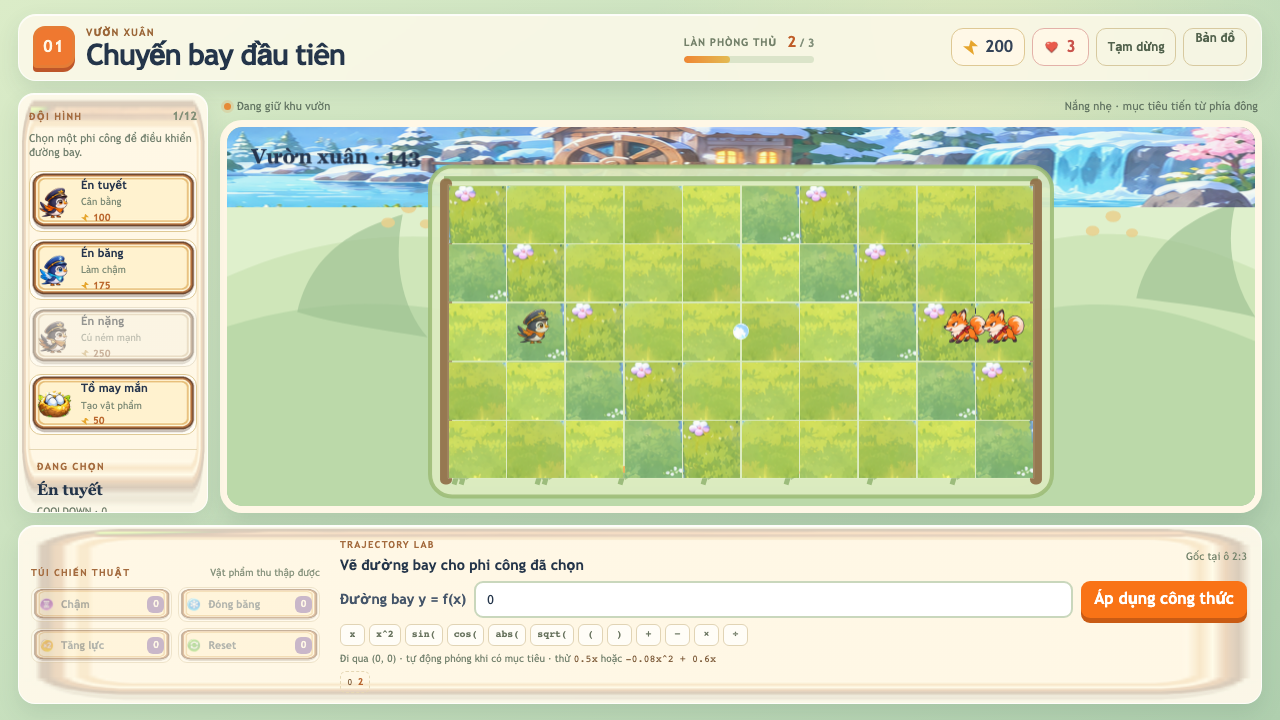 01
VƯỜN XUÂN
Chuyến bay đầu tiên
LÀN PHÒNG THỦ 2 / 3
200
3
Tạm dừng
Bản đồ
ĐỘI HÌNH 1/12
Chọn một phi công để điều khiển
đường bay.
Én tuyết
Cân bằng
100
Én băng
Làm chậm
175
Én nặng
Cú ném mạnh
250
Tổ may mắn
Tạo vật phẩm
50
ĐANG CHỌN
Én tuyết
COOLDOWN · 0
Đang giữ khu vườn
Nắng nhẹ · mục tiêu tiến từ phía đông
Vườn xuân · 143
TÚI CHIẾN THUẬT
Vật phẩm thu thập được
Chậm 0
Đóng băng 0
Tăng lực 0
Reset 0
TRAJECTORY LAB
Vẽ đường bay cho phi công đã chọn
Gốc tại ô 2:3
Đường bay y = f(x)
0
Áp dụng công thức
x x^2 sin( cos( abs( sqrt( ( ) + − × ÷
Đi qua (0, 0) · tự động phóng khi có mục tiêu · thử 0.5x hoặc −0.08x^2 + 0.6x
0 2